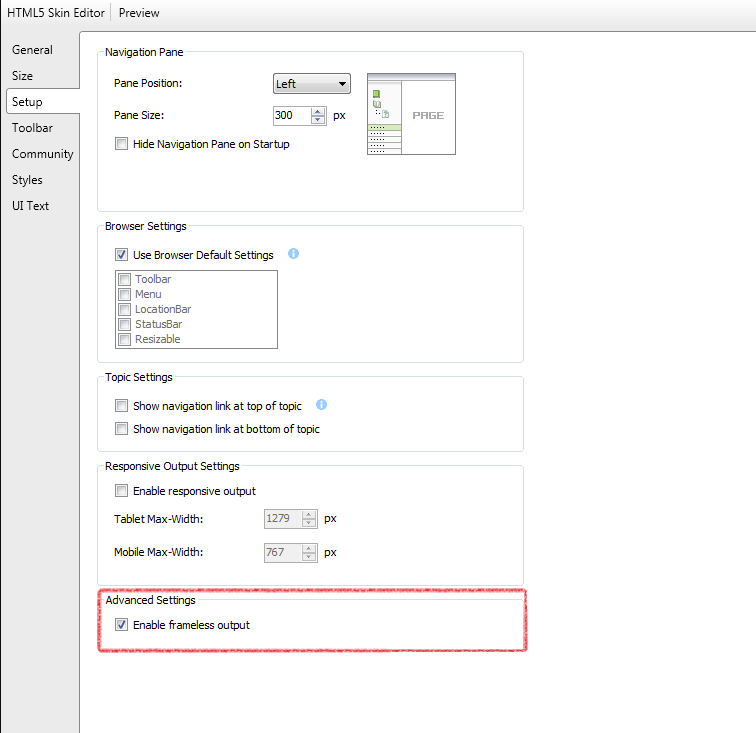 HTML5 Skin Editor Preview
General
Size
Setup
Toolbar
Community
Styles
UI Text
Navigation Pane
Pane Position: Left
Pane Size: 300 px
PAGE
Hide Navigation Pane on Startup
Browser Settings
Use Browser Default Settings
Toolbar
Menu
LocationBar
StatusBar
Resizable
Topic Settings
Show navigation link at top of topic
Show navigation link at bottom of topic
Responsive Output Settings
Enable responsive output
Tablet Max-Width: 1279 px
Mobile Max-Width: 767 px
Advanced Settings
Enable frameless output